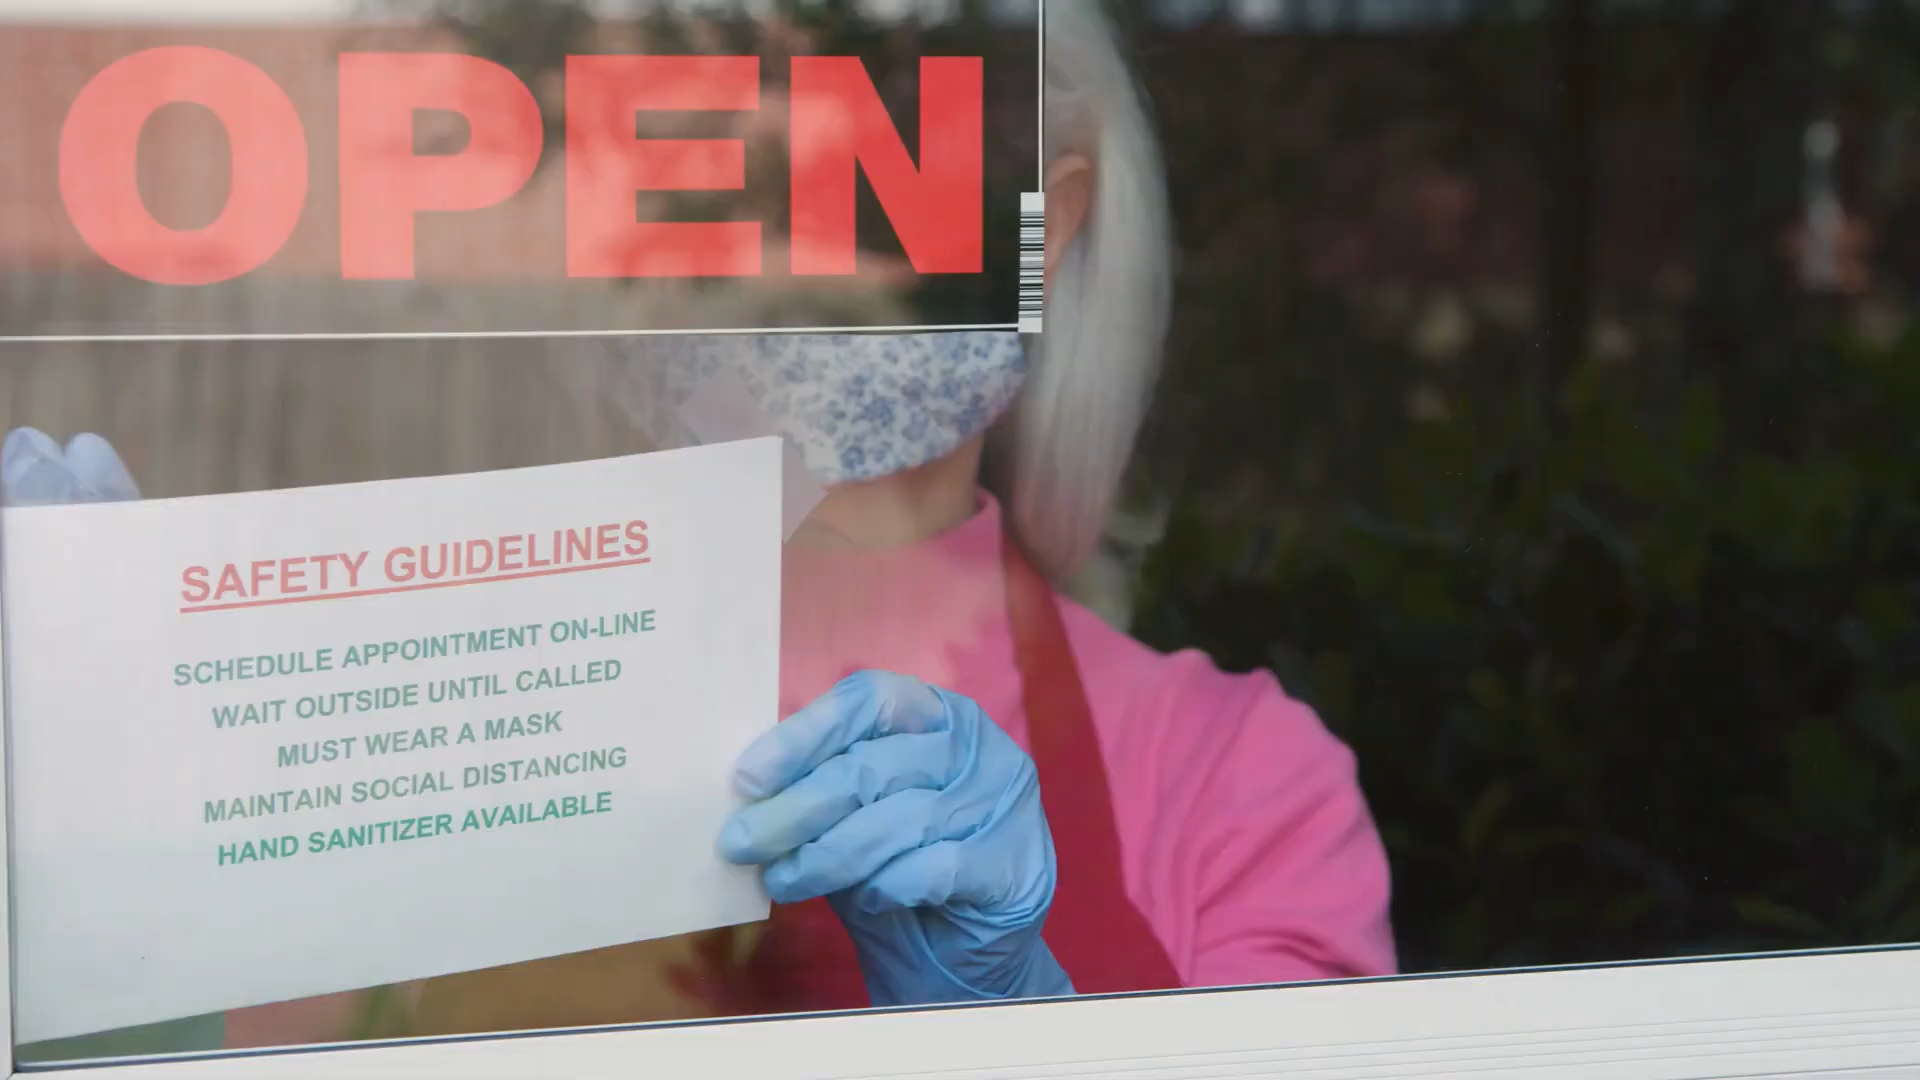 OPEN
SAFETY GUIDELINES
SCHEDULE APPOINTMENT ON-LINE
WAIT OUTSIDE UNTIL CALLED
MUST WEAR A MASK
MAINTAIN SOCIAL DISTANCING
HAND SANITIZER AVAILABLE